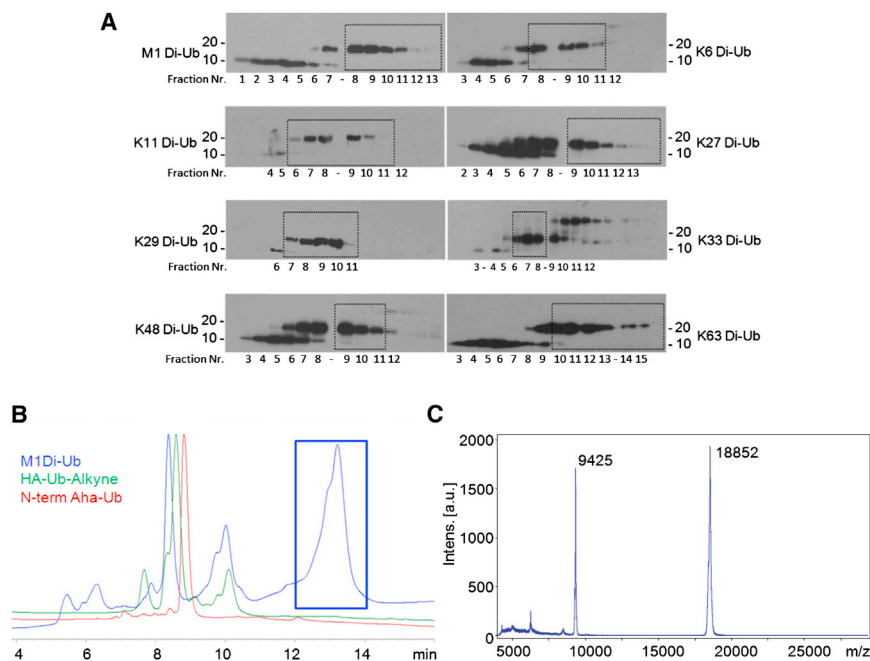 A
M1 Di-Ub 20 - 10 -
- 20 - 10 K6 Di-Ub
Fraction Nr. 1 2 3 4 5 6 7 - 8 9 10 11 12 13
3 4 5 6 7 8 - 9 10 11 12
K11 Di-Ub 20 - 10 -
- 20 - 10 K27 Di-Ub
Fraction Nr. 4 5 6 7 8 - 9 10 11 12
2 3 4 5 6 7 8 - 9 10 11 12 13
K29 Di-Ub 20 - 10 -
- 20 - 10 K33 Di-Ub
Fraction Nr. 6 7 8 9 10 11
3 - 4 5 6 7 8 - 9 10 11 12
K48 Di-Ub 20 - 10 -
- 20 - 10 K63 Di-Ub
Fraction Nr. 3 4 5 6 7 8 - 9 10 11 12
3 4 5 6 7 8 9 10 11 12 13 - 14 15
B
M1Di-Ub
HA-Ub-Alkyne
N-term Aha-Ub
4 6 8 10 12 14 min
C
Intens. [a.u.]
2000
1500
1000
500
0
9425
18852
5000 10000 15000 20000 25000 m/z